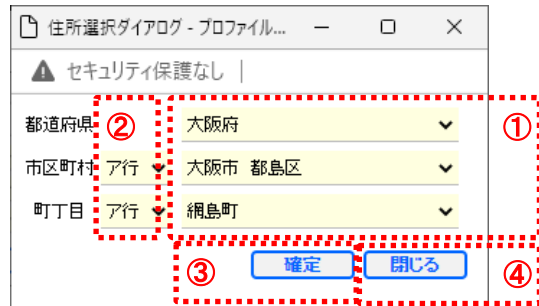 住所選択ダイアログ - プロファイル...
セキュリティ保護なし
都道府県 ② 大阪府 ①
市区町村 ア行 大阪市 都島区
町丁目 ア行 網島町
③ 確定 閉じる ④